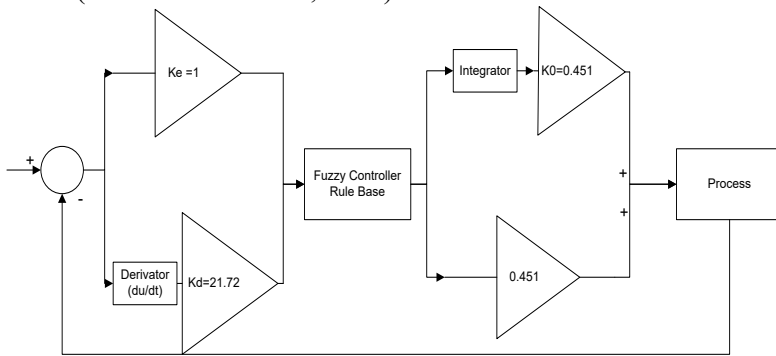 Ke =1
Integrator
K0=0.451
+
-
Fuzzy Controller
Rule Base
+
+
Process
Derivator
(du/dt)
Kd=21.72
0.451